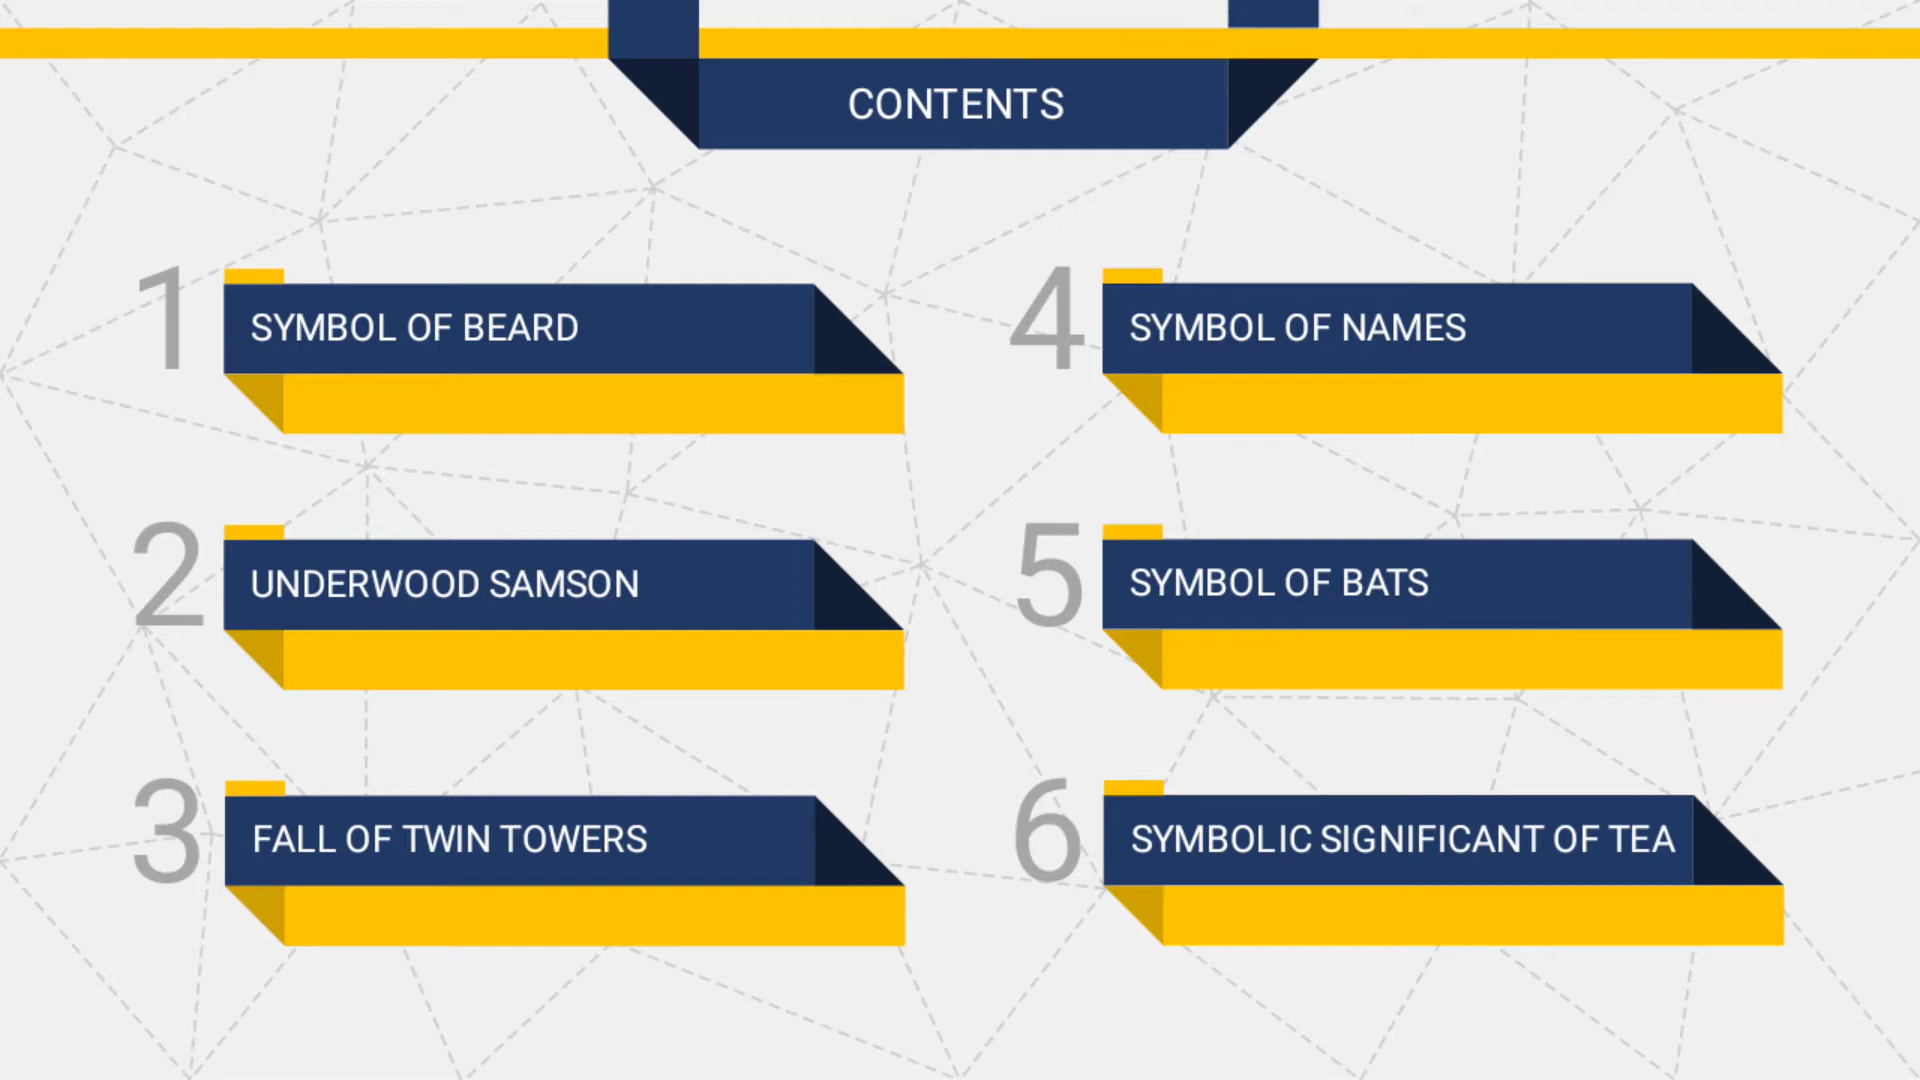 CONTENTS
1 SYMBOL OF BEARD
2 UNDERWOOD SAMSON
3 FALL OF TWIN TOWERS
4 SYMBOL OF NAMES
5 SYMBOL OF BATS
6 SYMBOLIC SIGNIFICANT OF TEA